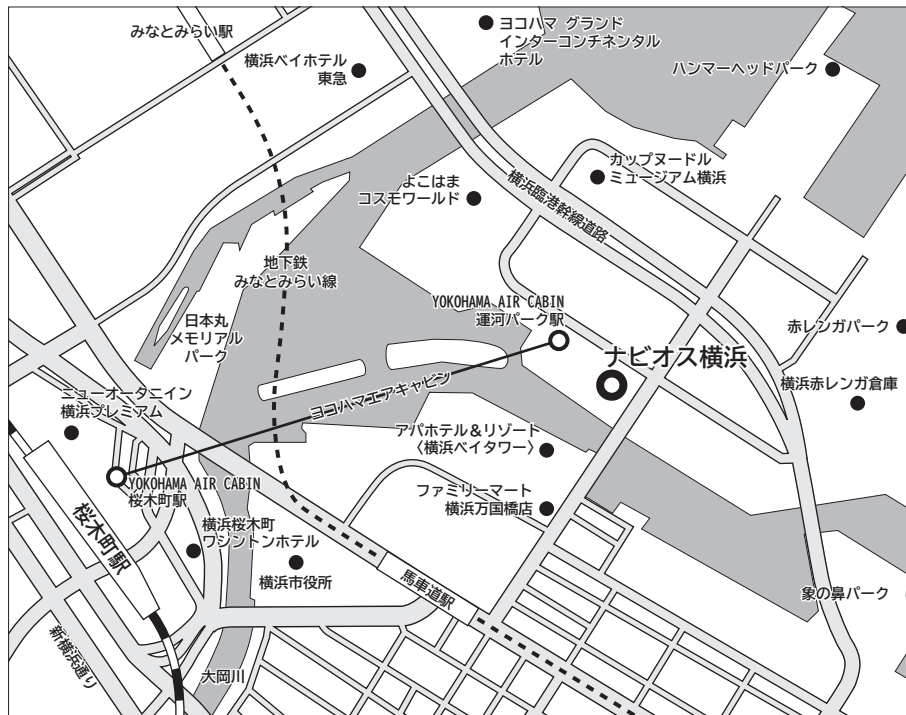 みなとみらい駅
ヨコハマ グランド
インターコンチネンタル
ホテル
横浜ベイホテル
東急
ハンマーヘッドパーク
カップヌードル
ミュージアム横浜
よこはま
コスモワールド
横浜臨港幹線道路
地下鉄
みなとみらい線
YOKOHAMA AIR CABIN
運河パーク駅
日本丸
メモリアル
パーク
赤レンガパーク
ナビオス横浜
横浜赤レンガ倉庫
ニューオータニイン
横浜プレミアム
ヨコハマエアキャビン
アパホテル&リゾート
〈横浜ベイタワー〉
YOKOHAMA AIR CABIN
桜木町駅
ファミリーマート
横浜万国橋店
桜木町駅
横浜桜木町
ワシントンホテル
横浜市役所
馬車道駅
象の鼻パーク
新横浜通り
大岡川